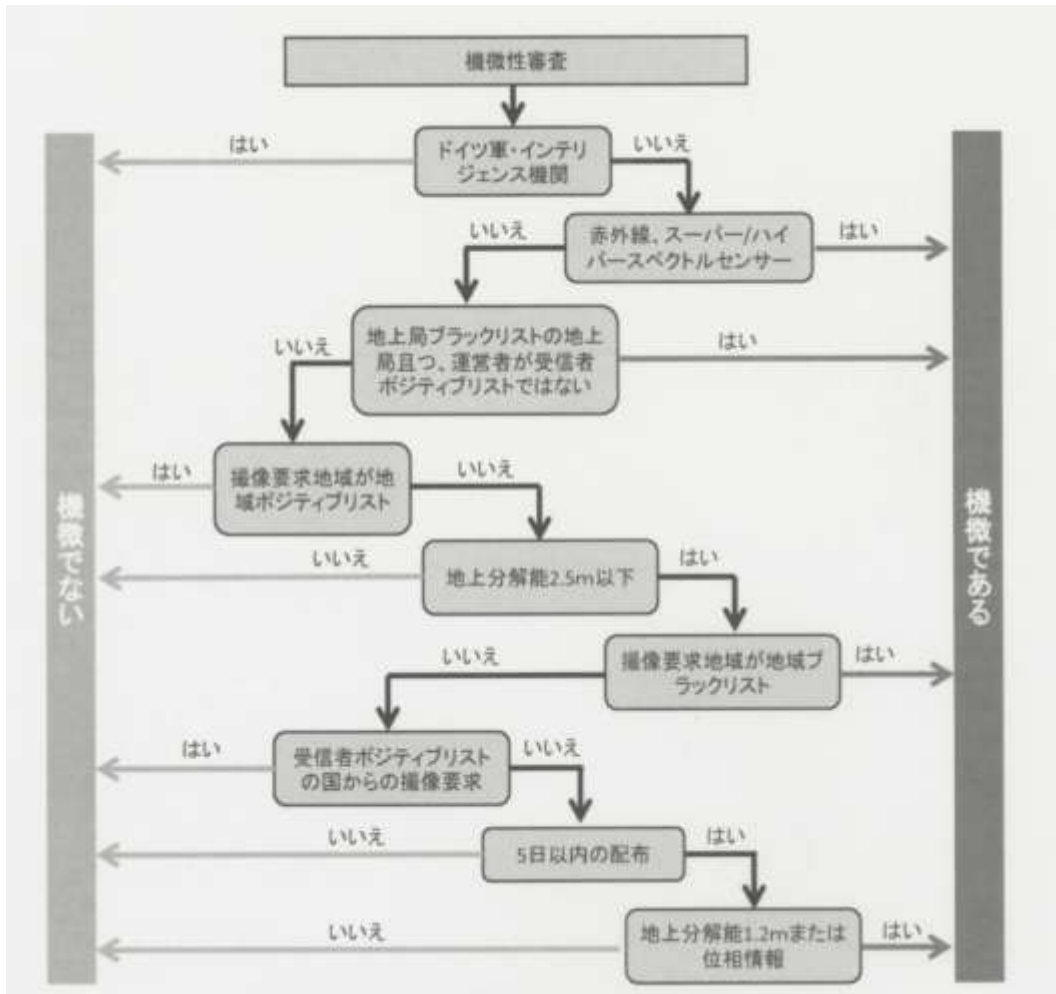 機微性審査
はい
ドイツ軍・インテリ
ジェンス機関
いいえ
いいえ
赤外線、スーパー/ハイ
パースペクトルセンサー
はい
いいえ
地上局ブラックリストの地上
局且つ、運営者が受信者
ポジティブリストではない
はい
はい
撮像要求地域が地
域ポジティブリスト
いいえ
いいえ
地上分解能2.5m以下
はい
機微でない
機微である
いいえ
撮像要求地域が地域ブ
ラックリスト
はい
はい
受信者ポジティブリスト
の国からの撮像要求
いいえ
いいえ
5日以内の配布
はい
いいえ
地上分解能1.2mまたは
位相情報
はい